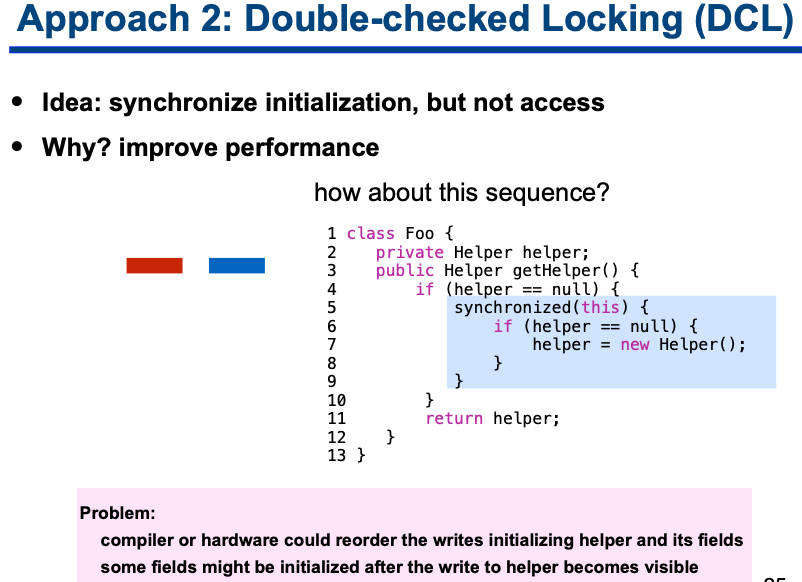 Approach 2: Double-checked Locking (DCL)
• Idea: synchronize initialization, but not access
• Why? improve performance
how about this sequence?
1 class Foo {
2    private Helper helper;
3    public Helper getHelper() {
4        if (helper == null) {
5            synchronized(this) {
6                if (helper == null) {
7                    helper = new Helper();
8                }
9            }
10        }
11        return helper;
12    }
13 }
Problem:
compiler or hardware could reorder the writes initializing helper and its fields
some fields might be initialized after the write to helper becomes visible